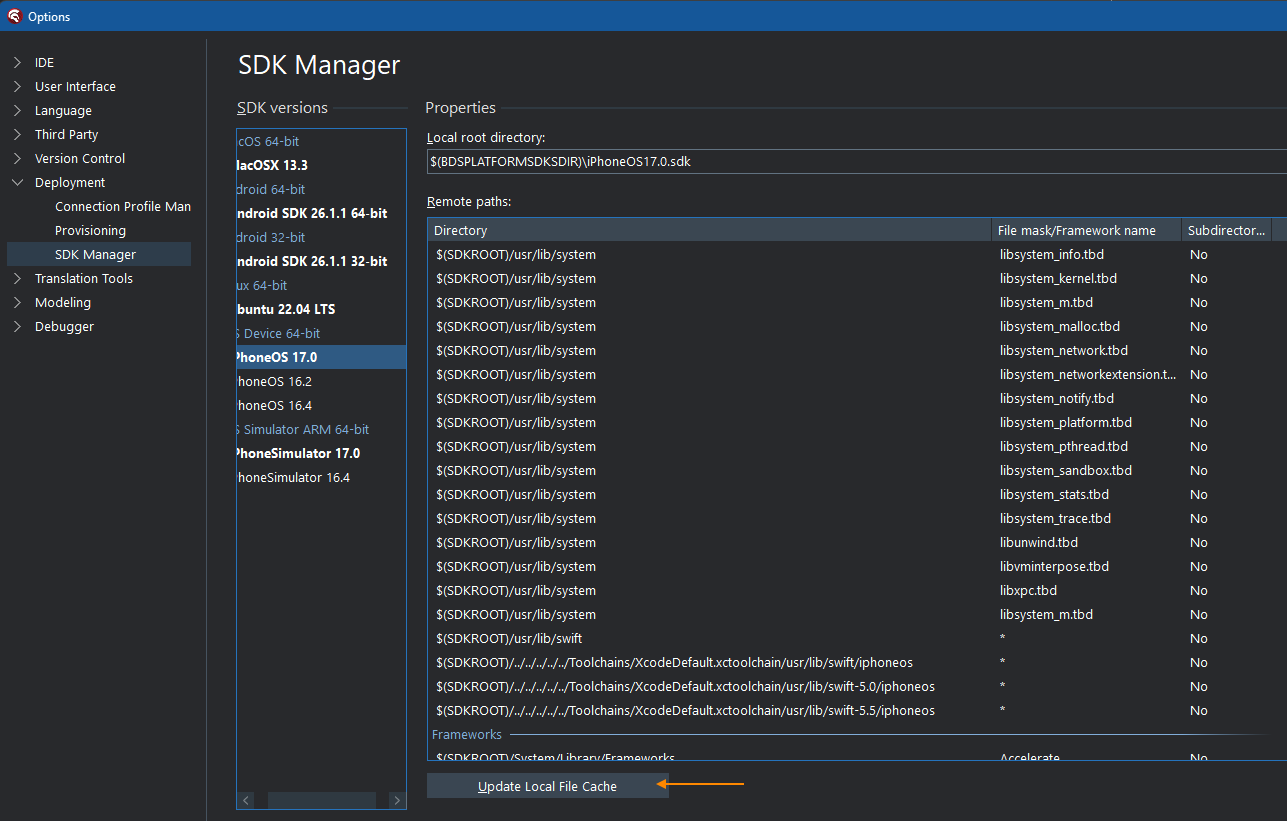 Options
IDE
User Interface
Language
Third Party
Version Control
Deployment
Connection Profile Man
Provisioning
SDK Manager
Translation Tools
Modeling
Debugger
SDK Manager
SDK versions
cOS 64-bit
lacOSX 13.3
droid 64-bit
ndroid SDK 26.1.1 64-bit
droid 32-bit
ndroid SDK 26.1.1 32-bit
ux 64-bit
buntu 22.04 LTS
S Device 64-bit
PhoneOS 17.0
honeOS 16.2
honeOS 16.4
S Simulator ARM 64-bit
PhoneSimulator 17.0
honeSimulator 16.4
Properties
Local root directory:
$(BDSPLATFORMSDKSDIR)\iPhoneOS17.0.sdk
Remote paths:
Directory File mask/Framework name Subdirector...
$(SDKROOT)/usr/lib/system libsystem_info.tbd No
$(SDKROOT)/usr/lib/system libsystem_kernel.tbd No
$(SDKROOT)/usr/lib/system libsystem_m.tbd No
$(SDKROOT)/usr/lib/system libsystem_malloc.tbd No
$(SDKROOT)/usr/lib/system libsystem_network.tbd No
$(SDKROOT)/usr/lib/system libsystem_networkextension.t... No
$(SDKROOT)/usr/lib/system libsystem_notify.tbd No
$(SDKROOT)/usr/lib/system libsystem_platform.tbd No
$(SDKROOT)/usr/lib/system libsystem_pthread.tbd No
$(SDKROOT)/usr/lib/system libsystem_sandbox.tbd No
$(SDKROOT)/usr/lib/system libsystem_stats.tbd No
$(SDKROOT)/usr/lib/system libsystem_trace.tbd No
$(SDKROOT)/usr/lib/system libunwind.tbd No
$(SDKROOT)/usr/lib/system libvminterpose.tbd No
$(SDKROOT)/usr/lib/system libxpc.tbd No
$(SDKROOT)/usr/lib/system libsystem_m.tbd No
$(SDKROOT)/usr/lib/swift * No
$(SDKROOT)/../../../../../Toolchains/XcodeDefault.xctoolchain/usr/lib/swift/iphoneos * No
$(SDKROOT)/../../../../../Toolchains/XcodeDefault.xctoolchain/usr/lib/swift-5.0/iphoneos * No
$(SDKROOT)/../../../../../Toolchains/XcodeDefault.xctoolchain/usr/lib/swift-5.5/iphoneos * No
Frameworks
$(SDKROOT)/System/Library/Frameworks Accelerate No
Update Local File Cache